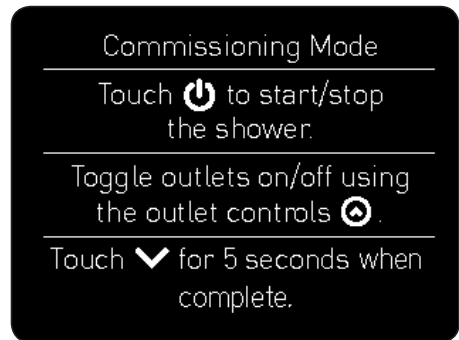 Commissioning Mode
Touch to start/stop
the shower.
Toggle outlets on/off using
the outlet controls .
Touch for 5 seconds when
complete.